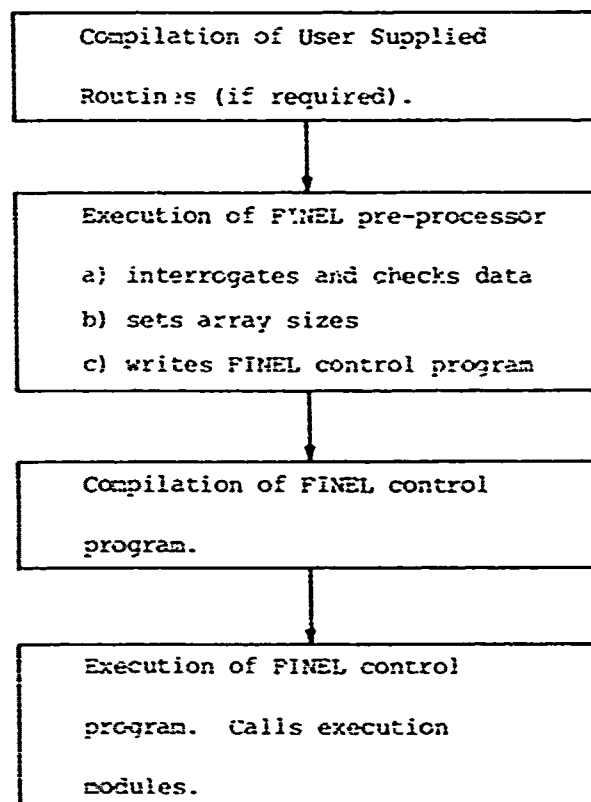 Compilation of User Supplied
Routines (if required).
Execution of FINEL pre-processor
a) interrogates and checks data
b) sets array sizes
c) writes FINEL control program
Compilation of FINEL control
program.
Execution of FINEL control
program. Calls execution
modules.